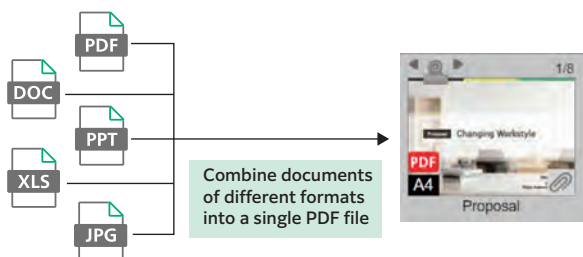 PDF
DOC
PPT
XLS
JPG
Combine documents
of different formats
into a single PDF file
1/8
Changing Workstyle
PDF
A4
Proposal